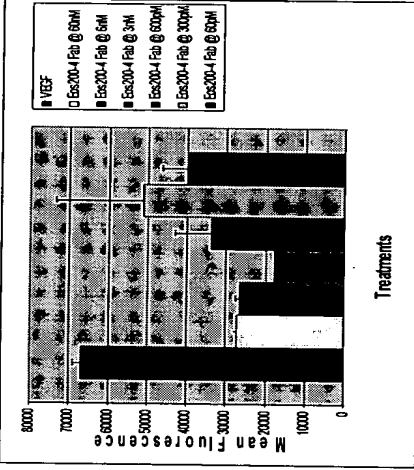 VEGF
Eos200-4 Fab @ 60nM
Eos200-4 Fab @ 6nM
Eos200-4 Fab @ 3nM
Eos200-4 Fab @ 600pM
Eos200-4 Fab @ 300pM
Eos200-4 Fab @ 60pM
80000
70000
60000
50000
40000
30000
20000
10000
0
Mean Fluorescence
Treatments